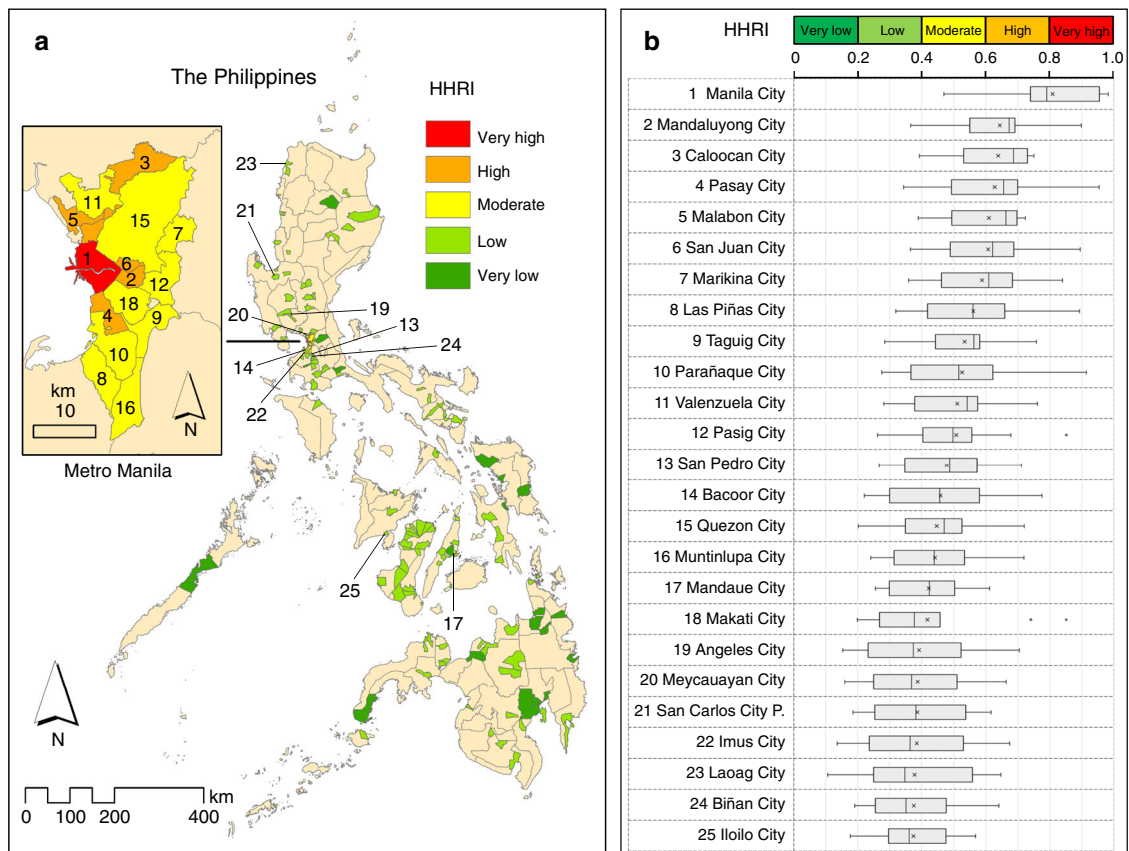 a
The Philippines
HHRI
Very high
High
Moderate
Low
Very low
3
11
5
15
7
1
6
2
12
18
4
9
10
8
16
km
10
N
Metro Manila
23
21
20
19
13
24
14
22
25
17
N
km
0 100 200 400
b
HHRI
Very low Low Moderate High Very high
0 0.2 0.4 0.6 0.8 1.0
1 Manila City
2 Mandaluyong City
3 Caloocan City
4 Pasay City
5 Malabon City
6 San Juan City
7 Marikina City
8 Las Piñas City
9 Taguig City
10 Parañaque City
11 Valenzuela City
12 Pasig City
13 San Pedro City
14 Bacoor City
15 Quezon City
16 Muntinlupa City
17 Mandaue City
18 Makati City
19 Angeles City
20 Meycauayan City
21 San Carlos City P.
22 Imus City
23 Laoag City
24 Biñan City
25 Iloilo City